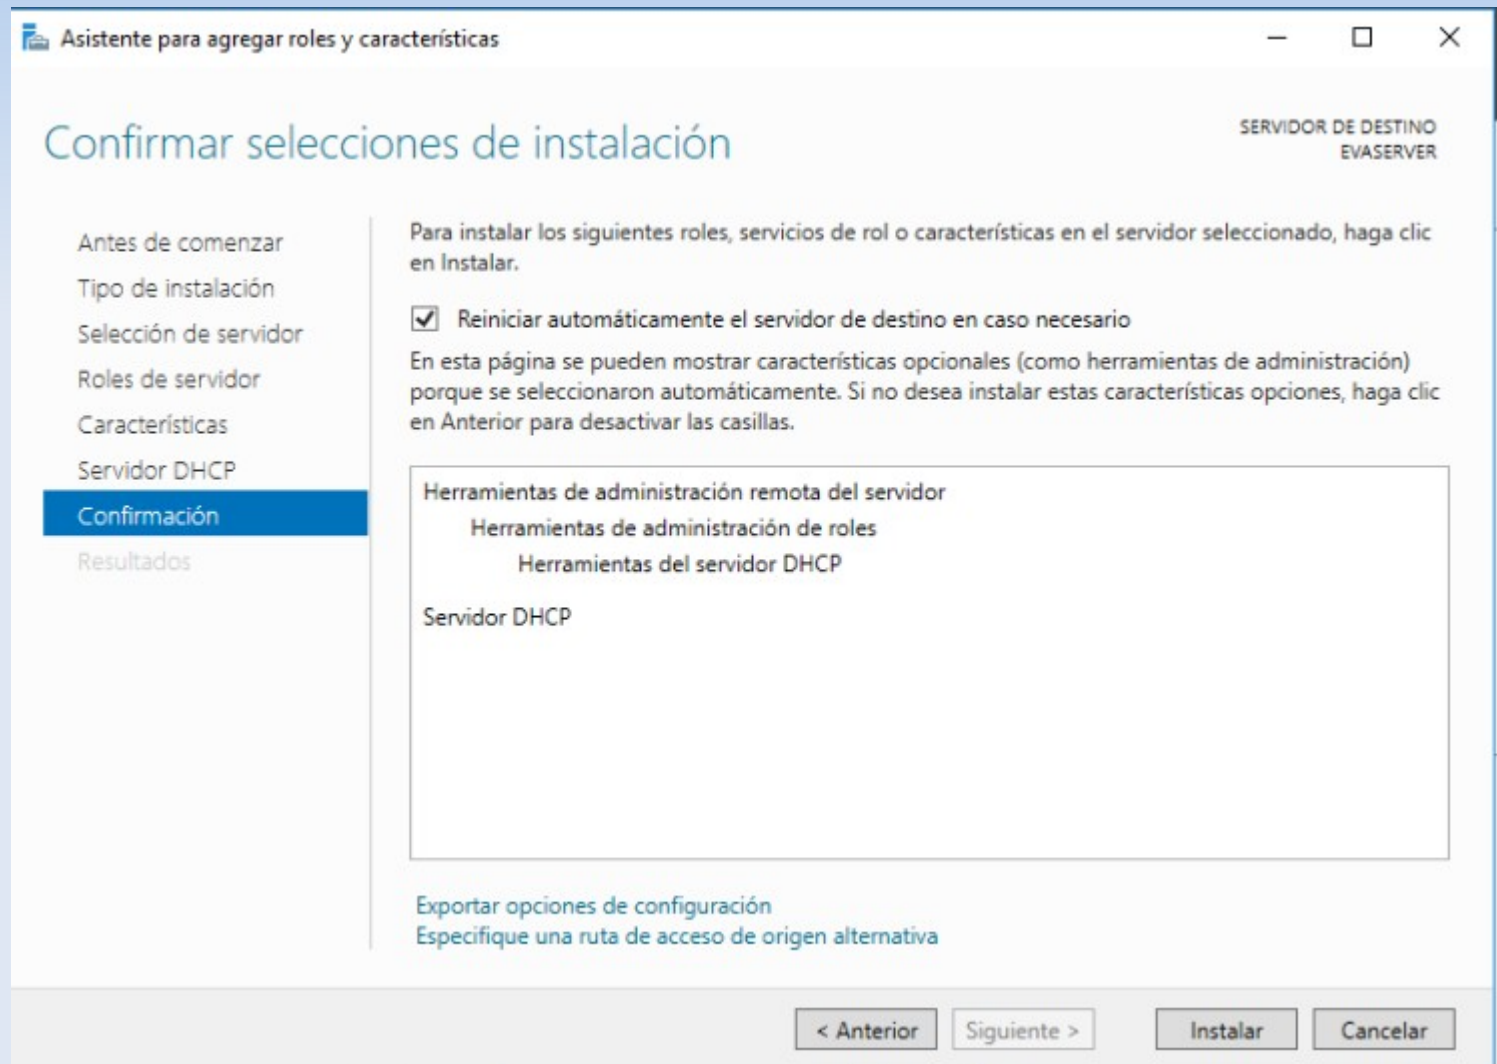 Asistente para agregar roles y características
Confirmar selecciones de instalación
SERVIDOR DE DESTINO
EVASERVER
Antes de comenzar
Tipo de instalación
Selección de servidor
Roles de servidor
Características
Servidor DHCP
Confirmación
Resultados
Para instalar los siguientes roles, servicios de rol o características en el servidor seleccionado, haga clic
en Instalar.
Reiniciar automáticamente el servidor de destino en caso necesario
En esta página se pueden mostrar características opcionales (como herramientas de administración)
porque se seleccionaron automáticamente. Si no desea instalar estas características opciones, haga clic
en Anterior para desactivar las casillas.
Herramientas de administración remota del servidor
Herramientas de administración de roles
Herramientas del servidor DHCP
Servidor DHCP
Exportar opciones de configuración
Especifique una ruta de acceso de origen alternativa
< Anterior
Siguiente >
Instalar
Cancelar